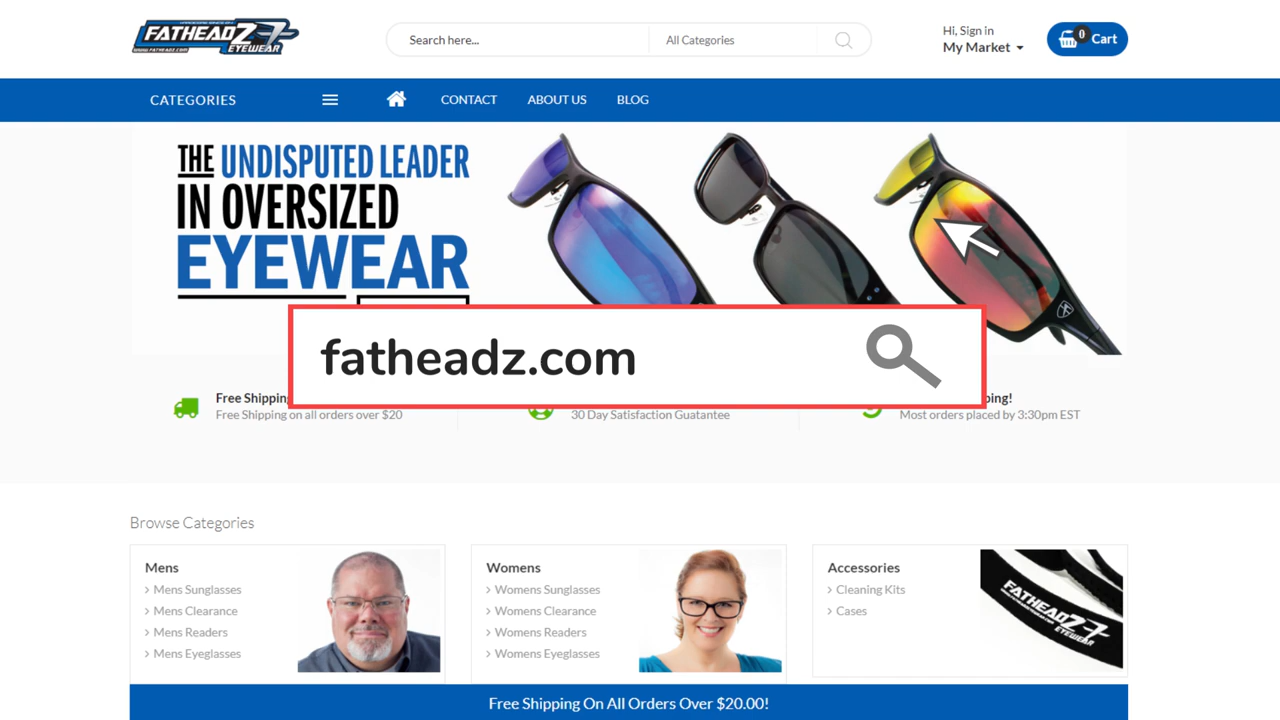 FATHEADZ
EYEWEAR
WWW.FATHEADZ.COM
Search here...
All Categories
Hi, Sign in
My Market
0
Cart
CATEGORIES
CONTACT
ABOUT US
BLOG
THE UNDISPUTED LEADER
IN OVERSIZED
EYEWEAR
fatheadz.com
Free Shipping
Free Shipping on all orders over $20
30 Day Satisfaction Guatantee
Most orders placed by 3:30pm EST
Browse Categories
Mens
Mens Sunglasses
Mens Clearance
Mens Readers
Mens Eyeglasses
Womens
Womens Sunglasses
Womens Clearance
Womens Readers
Womens Eyeglasses
Accessories
Cleaning Kits
Cases
FATHEADZ
EYEWEAR
Free Shipping On All Orders Over $20.00!